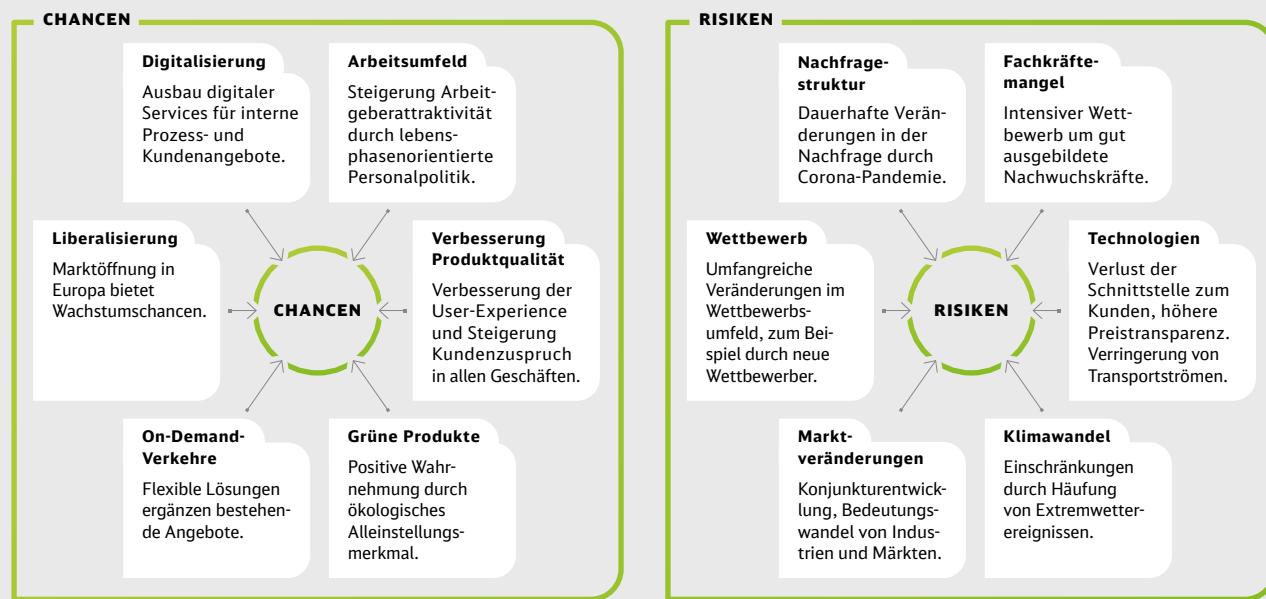 CHANCEN
Digitalisierung
Ausbau digitaler
Services für interne
Prozess- und
Kundenangebote.
Arbeitsumfeld
Steigerung Arbeit-
geberattraktivität
durch lebens-
phasenorientierte
Personalpolitik.
Liberalisierung
Marktöffnung in
Europa bietet
Wachstumschancen.
CHANCEN
Verbesserung
Produktqualität
Verbesserung der
User-Experience
und Steigerung
Kundenzuspruch
in allen Geschäften.
On-Demand-
Verkehre
Flexible Lösungen
ergänzen bestehen-
de Angebote.
Grüne Produkte
Positive Wahr-
nehmung durch
ökologisches
Alleinstellungs-
merkmal.
RISIKEN
Nachfrage-
struktur
Dauerhafte Verän-
derungen in der
Nachfrage durch
Corona-Pandemie.
Fachkräfte-
mangel
Intensiver Wett-
bewerb um gut
ausgebildete
Nachwuchskräfte.
Wettbewerb
Umfangreiche
Veränderungen im
Wettbewerbs-
umfeld, zum Bei-
spiel durch neue
Wettbewerber.
RISIKEN
Technologien
Verlust der
Schnittstelle zum
Kunden, höhere
Preistransparenz.
Verringerung von
Transportströmen.
Markt-
veränderungen
Konjunkturentwick-
lung, Bedeutungs-
wandel von Indus-
trien und Märkten.
Klimawandel
Einschränkungen
durch Häufung
von Extremwetter-
ereignissen.